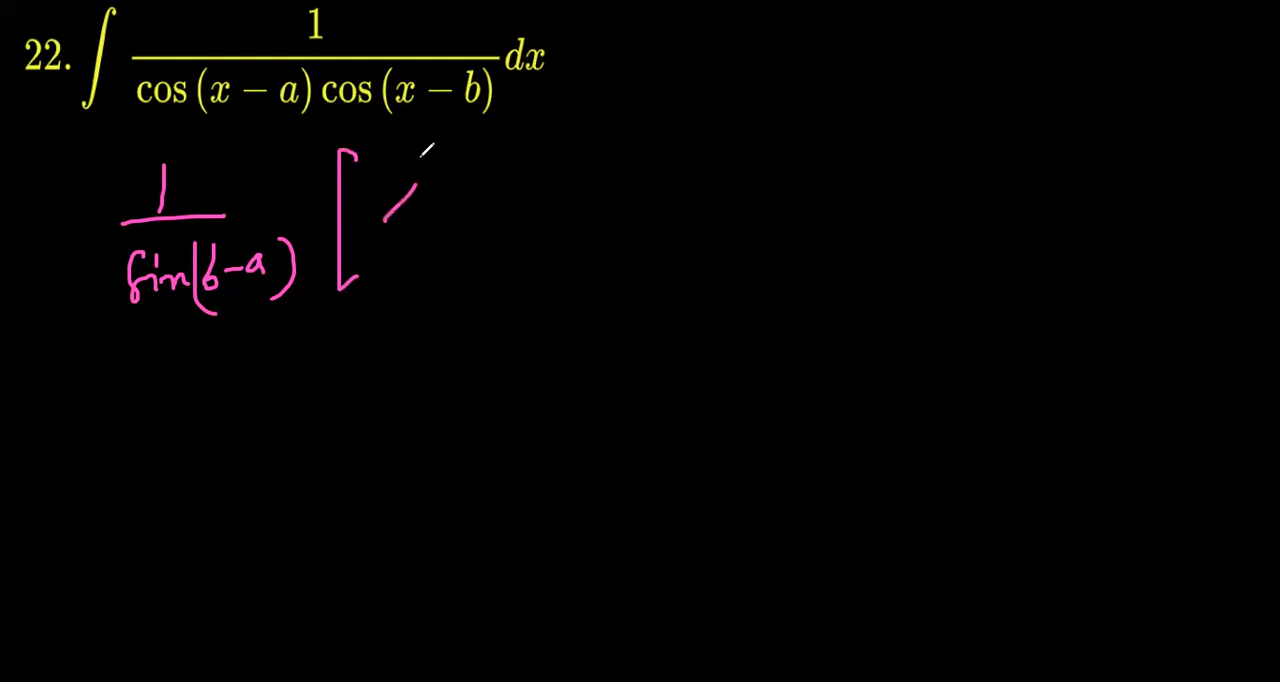 22. ∫ 1 / cos (x − a) cos (x − b) dx
1 / sin(b-a) [